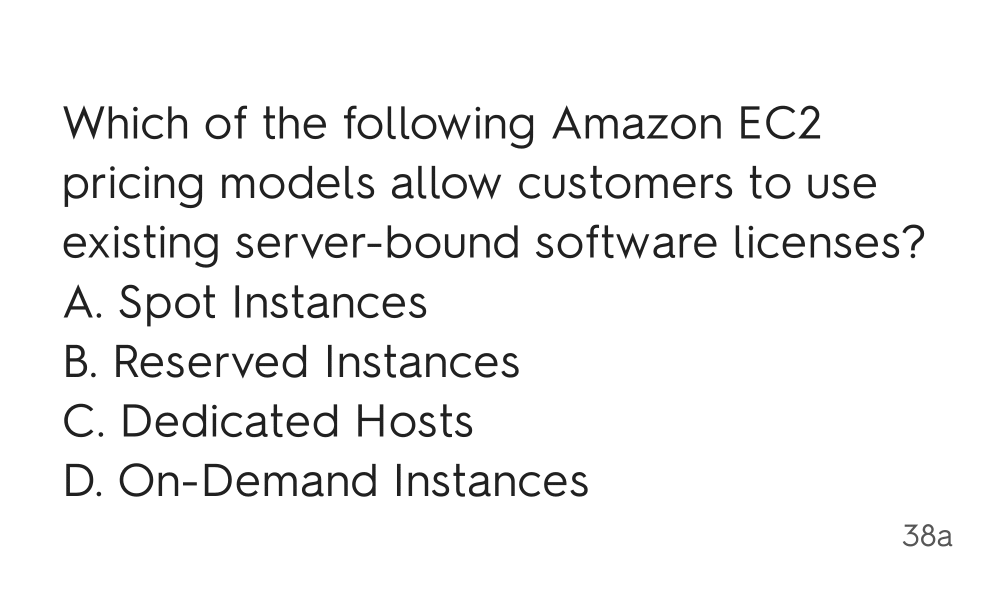 Which of the following Amazon EC2
pricing models allow customers to use
existing server-bound software licenses?
A. Spot Instances
B. Reserved Instances
C. Dedicated Hosts
D. On-Demand Instances
38a